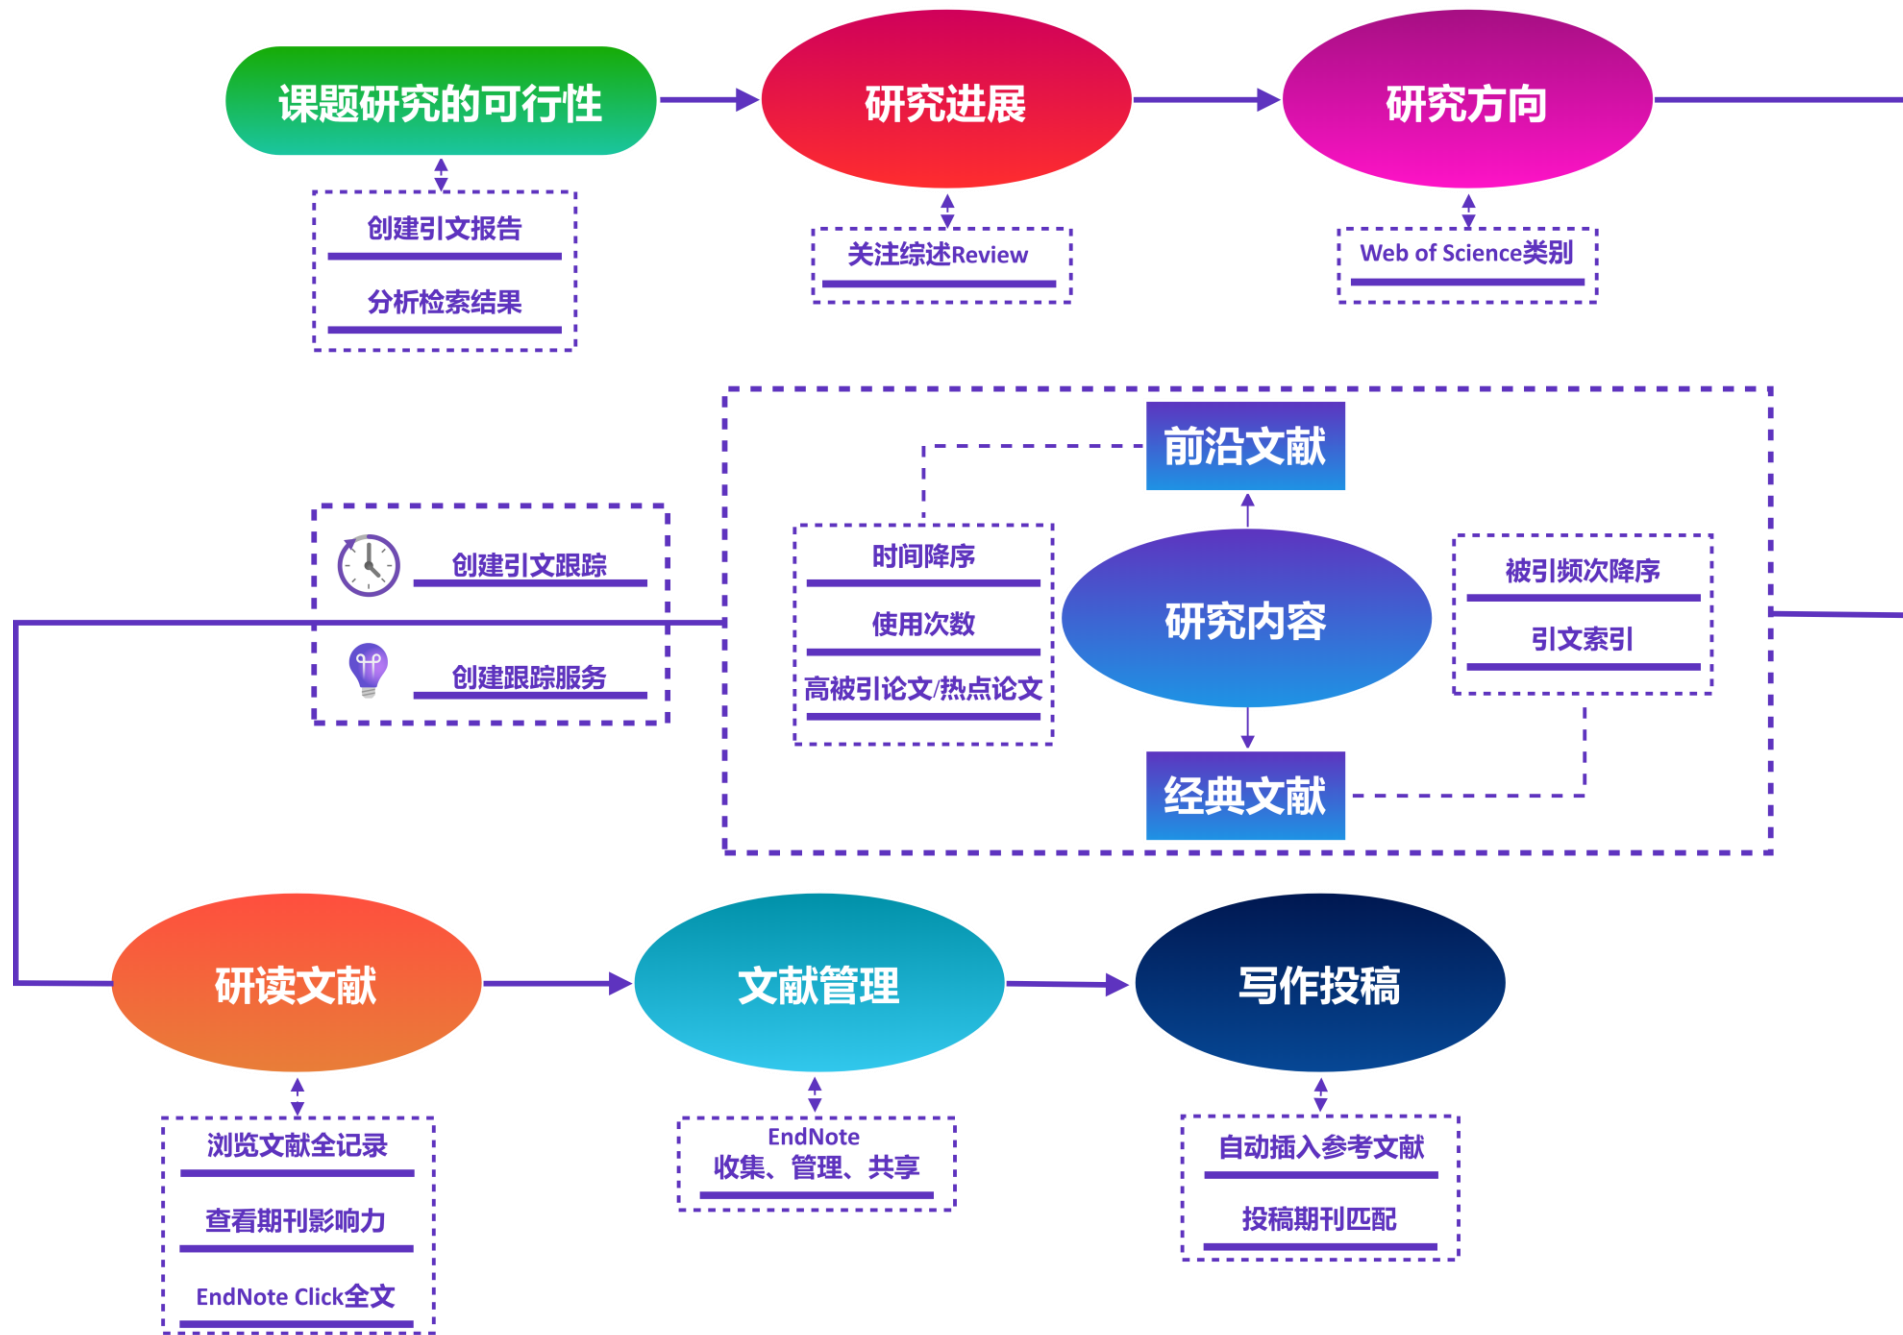 课题研究的可行性
研究进展
研究方向
创建引文报告
分析检索结果
关注综述Review
Web of Science类别
前沿文献
时间降序
使用次数
高被引论文/热点论文
研究内容
被引频次降序
引文索引
经典文献
创建引文跟踪
创建跟踪服务
研读文献
文献管理
写作投稿
浏览文献全记录
查看期刊影响力
EndNote Click全文
EndNote
收集、管理、共享
自动插入参考文献
投稿期刊匹配